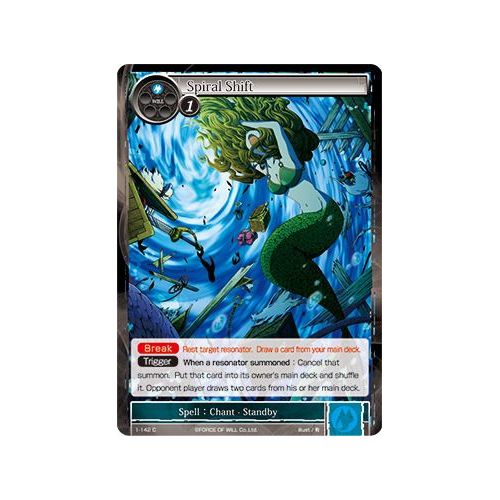 Spiral Shift
WILL
1
Break Rest target resonator. Draw a card from your main deck.
Trigger When a resonator summoned : Cancel that
summon. Put that card into its owner's main deck and shuffle
it. Opponent player draws two cards from his or her main deck.
Spell : Chant - Standby
1-142 C ©FORCE OF WILL Co.,Ltd. Illust / R